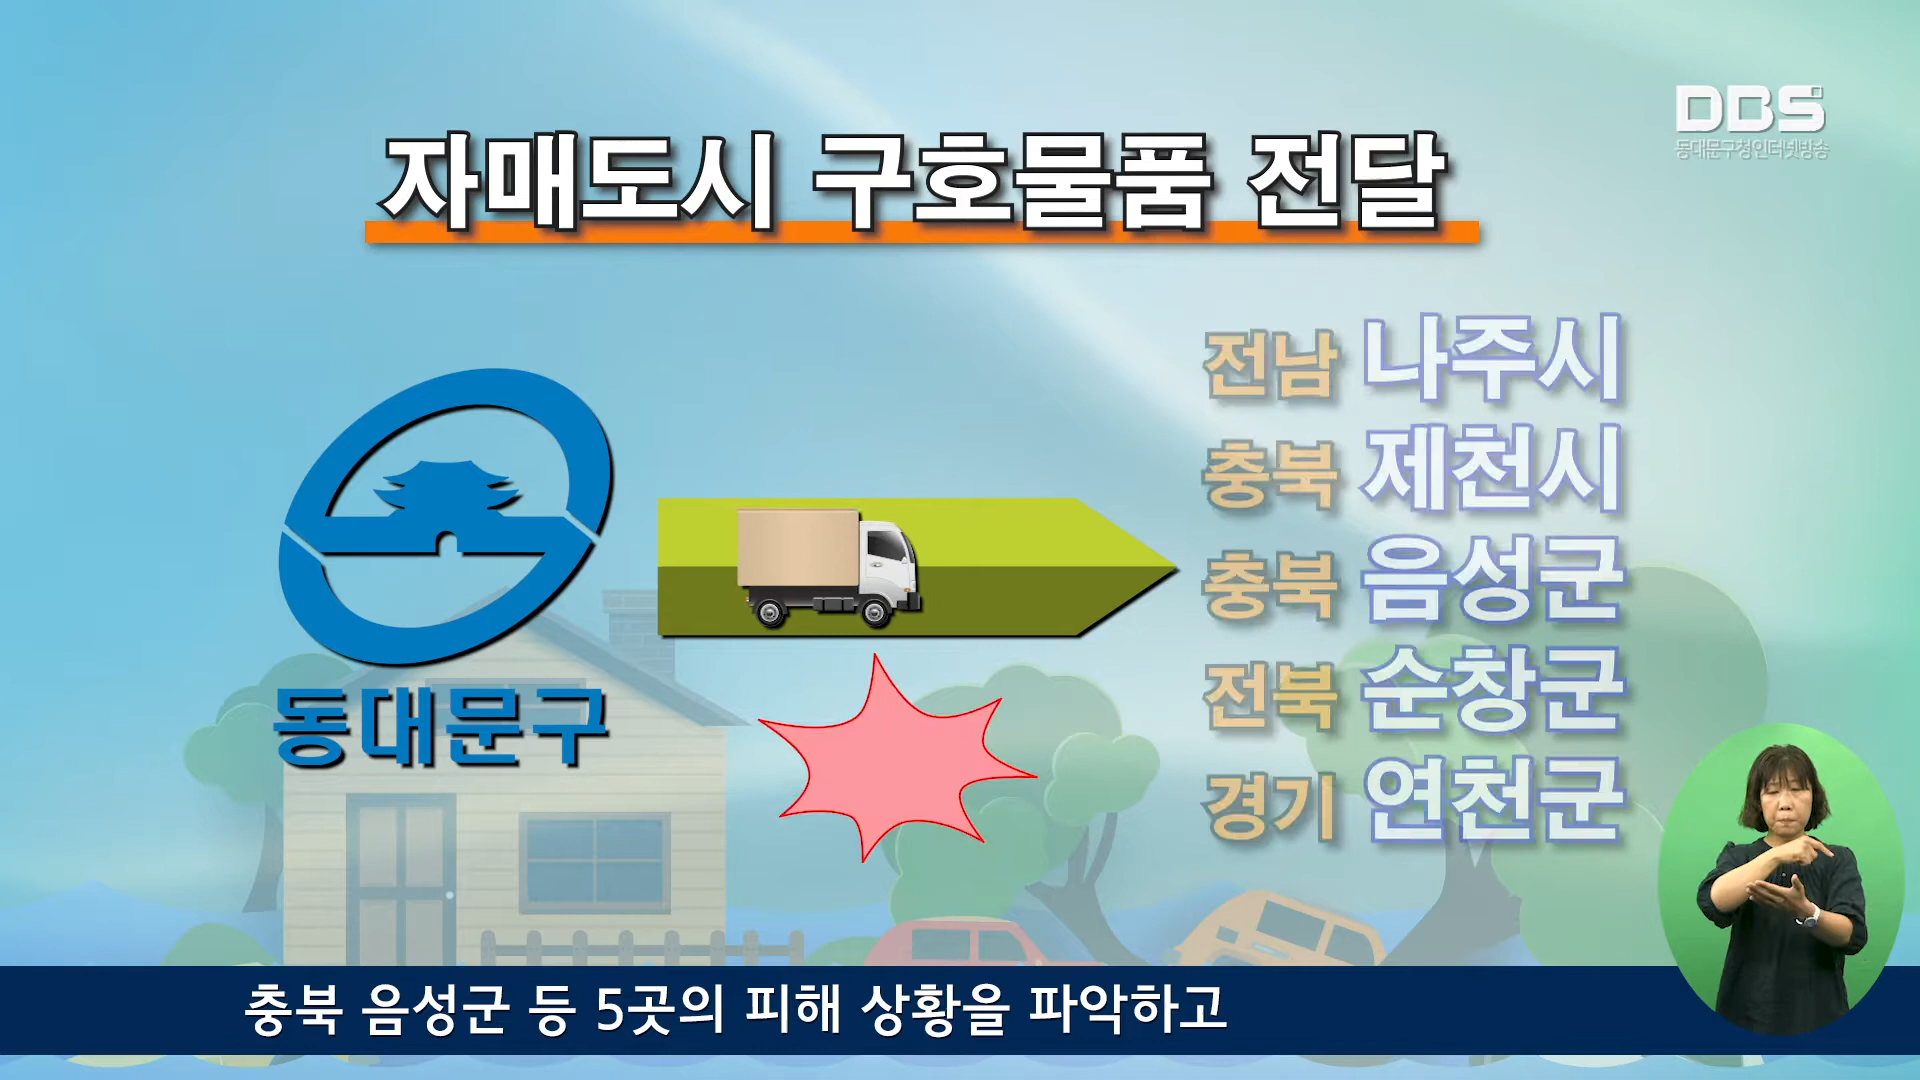 DBS
동대문구청인터넷방송
자매도시 구호물품 전달
전남 나주시
충북 제천시
충북 음성군
전북 순창군
경기 연천군
동대문구
충북 음성군 등 5곳의 피해 상황을 파악하고